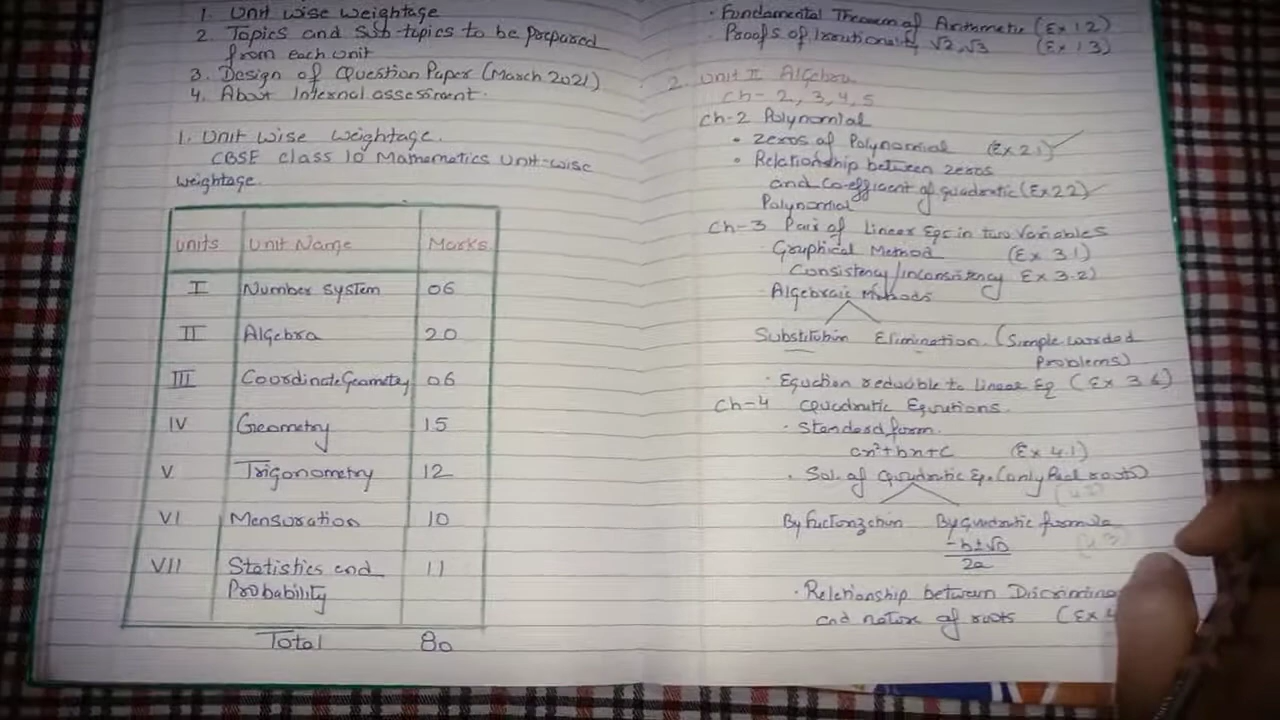 1. Unit wise weightage
2. Topics and Sub-topics to be prepared
from each unit
3. Design of Question Paper (March 2021)
4. About Internal assessment.
1. Unit wise weightage.
CBSE class 10 Mathematics Unit-wise
weightage.
Units Unit Name Marks
I Number system 06
II Algebra 20
III Coordinate Geometry 06
IV Geometry 15
V Trigonometry 12
VI Mensuration 10
VII Statistics and
Probability 11
Total 80
· Fundamental Theorem of Arithmetic (Ex 1.2)
· Proofs of Irrationality √2, √3 (Ex 1.3)
2. Unit II Algebra
Ch- 2, 3, 4, 5
Ch-2 Polynomial
· Zeros of Polynomial (Ex 2.1)
· Relationship between zeros
and co-efficient of quadratic (Ex 2.2)
Polynomial
Ch-3 Pair of Linear Eqs in two Variables
· Graphical Method (Ex 3.1)
Consistency/inconsistency Ex 3.2)
· Algebraic Methods
Substitution Elimination (Simple
Problems)
· Equation reducible to linear Eq (Ex 3.6)
Ch-4 Quadratic Equations.
· Standard form.
(Ex 4.1)
· Sol. of Quadratic Eq. (only Real roots)
By factorization By quadratic formula
-b±√D
2a
· Relationship between
and nature of roots (Ex 4